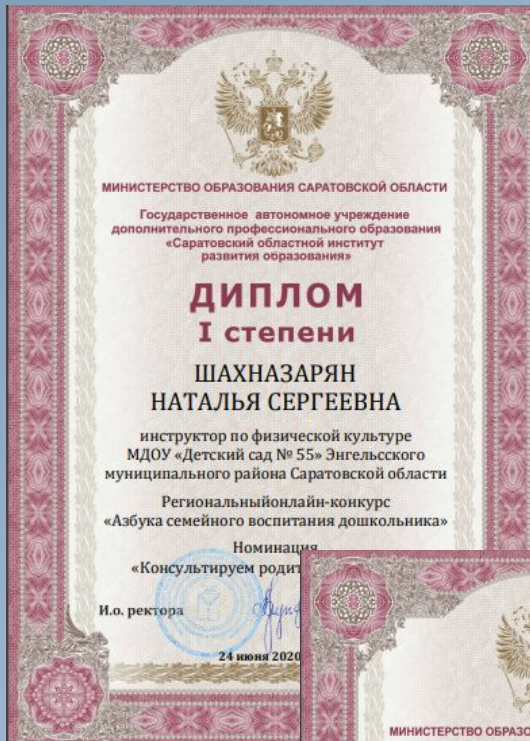 МИНИСТЕРСТВО ОБРАЗОВАНИЯ САРАТОВСКОЙ ОБЛАСТИ
Государственное автономное учреждение
дополнительного профессионального образования
«Саратовский областной институт
развития образования»
ДИПЛОМ
I степени
ШАХНАЗАРЯН
НАТАЛЬЯ СЕРГЕЕВНА
инструктор по физической культуре
МДОУ «Детский сад № 55» Энгельсского
муниципального района Саратовской области
Региональныйонлайн-конкурс
«Азбука семейного воспитания дошкольника»
Номинация
«Консультируем родит
И.о. ректора
24 июня 2020
МИНИСТЕРСТВО ОБРАЗ